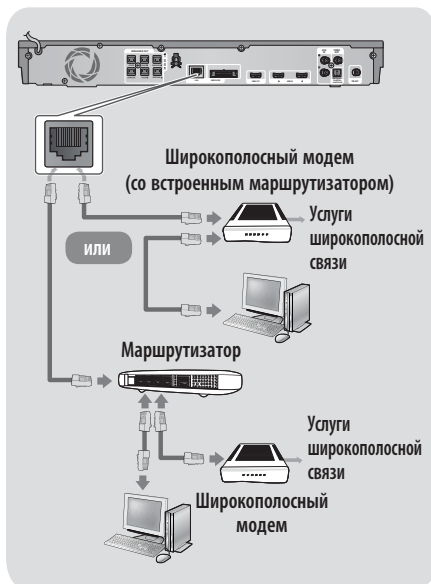 Широкополосный модем
(со встроенным маршрутизатором)
Услуги
широкополосной
связи
или
Маршрутизатор
Услуги
широкополосной
связи
Широкополосный
модем